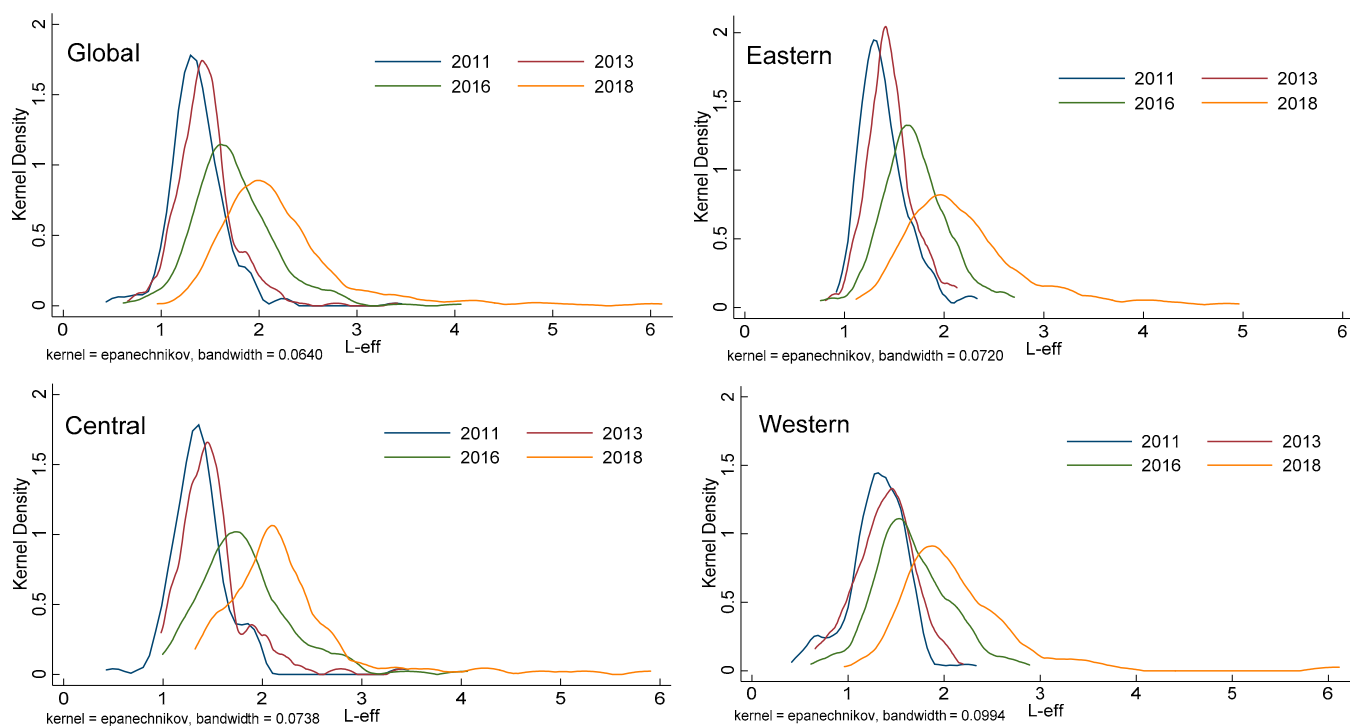 Global
2011 2013
2016 2018
Kernel Density
2
1.5
1
0.5
0
0 1 2 3 4 5 6
L-eff
kernel = epanechnikov, bandwidth = 0.0640
Eastern
2011 2013
2016 2018
Kernel Density
2
1.5
1
0.5
0
0 1 2 3 4 5 6
L-eff
kernel = epanechnikov, bandwidth = 0.0720
Central
2011 2013
2016 2018
Kernel Density
2
1.5
1
0.5
0
0 1 2 3 4 5 6
L-eff
kernel = epanechnikov, bandwidth = 0.0738
Western
2011 2013
2016 2018
Kernel Density
2
1.5
1
0.5
0
0 1 2 3 4 5 6
L-eff
kernel = epanechnikov, bandwidth = 0.0994